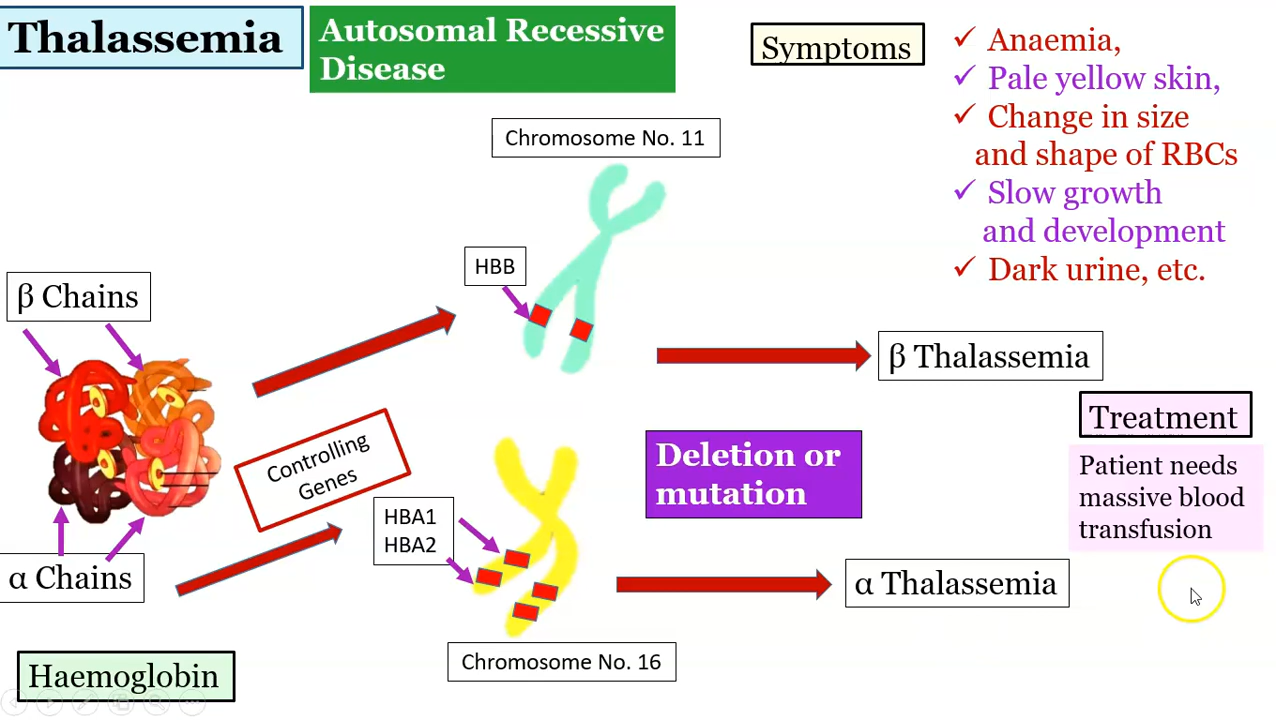 Thalassemia
Autosomal Recessive
Disease
Symptoms
✓ Anaemia,
✓ Pale yellow skin,
✓ Change in size
and shape of RBCs
✓ Slow growth
and development
✓ Dark urine, etc.
Chromosome No. 11
HBB
β Chains
β Thalassemia
Controlling
Genes
Deletion or
mutation
Treatment
Patient needs
massive blood
transfusion
HBA1
HBA2
α Chains
α Thalassemia
Chromosome No. 16
Haemoglobin